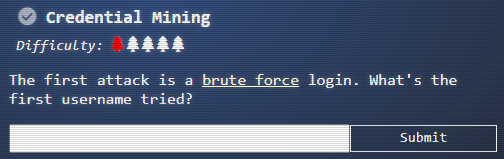 Credential Mining
Difficulty:
The first attack is a brute force login. What's the
first username tried?
Submit